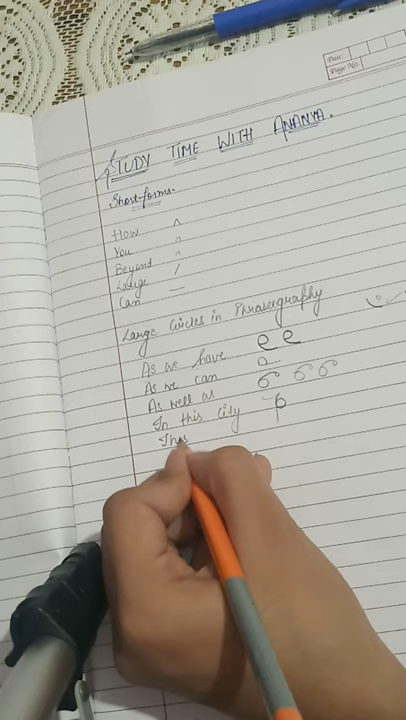 Date:
Page No.
STUDY TIME WITH ANANYA.
Short-forms.
How
You
Beyond
Large
Can
Large Circles in Phraseography
As we have
As we can
As well as
In this city
This